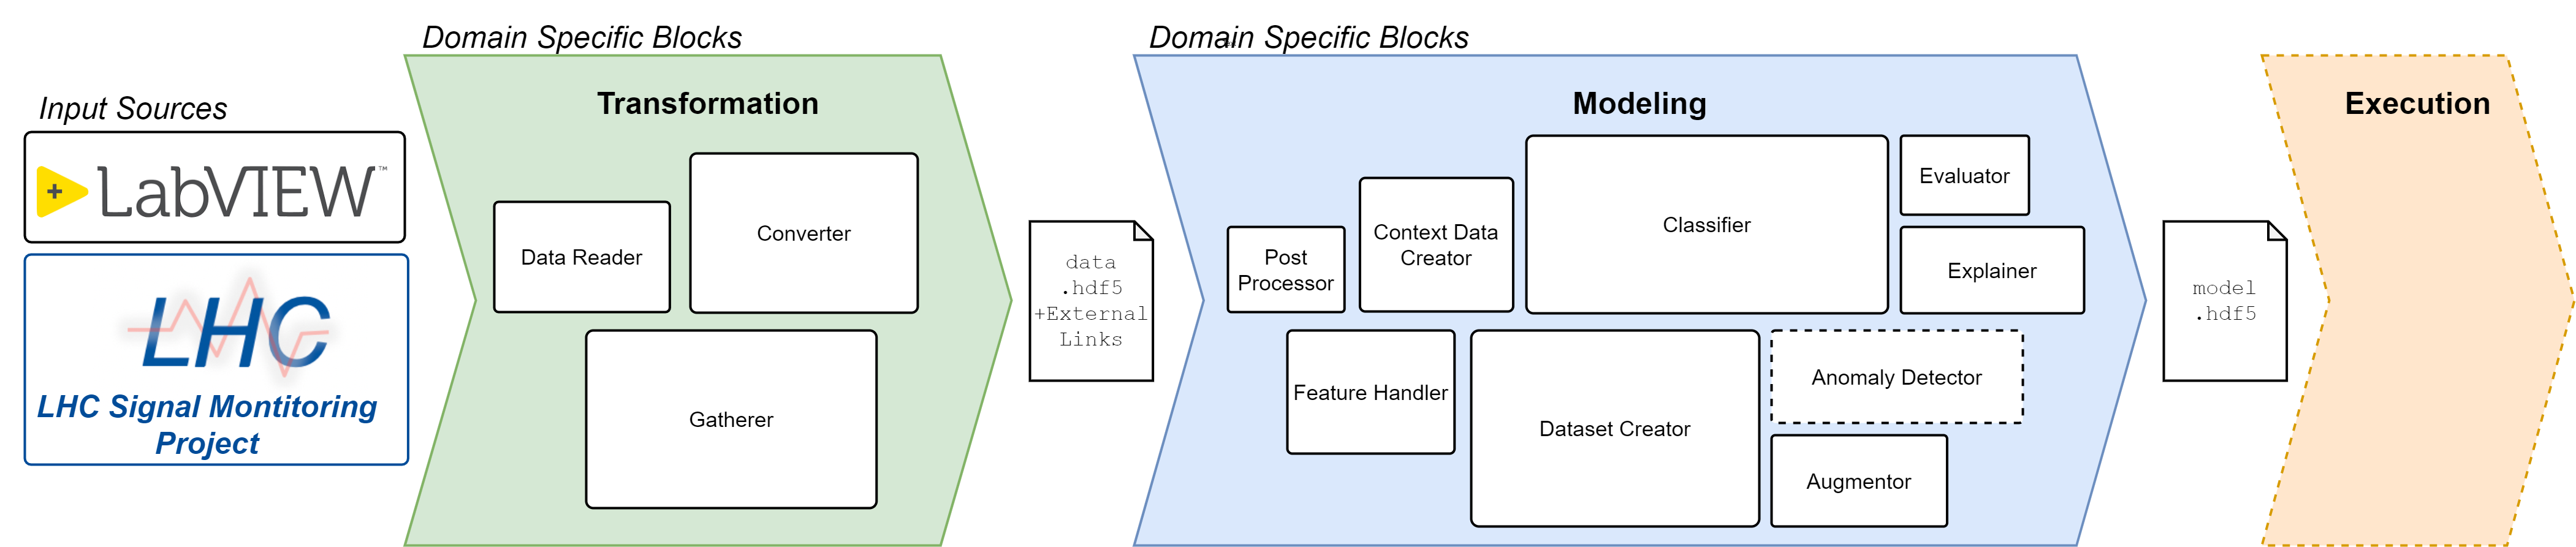 Input Sources
+ LabVIEW™
LHC
LHC Signal Montitoring
Project
Domain Specific Blocks
Transformation
Data Reader
Converter
Gatherer
data
.hdf5
+External
Links
Domain Specific Blocks
Modeling
Post
Processor
Context Data
Creator
Classifier
Evaluator
Explainer
Feature Handler
Dataset Creator
Anomaly Detector
Augmentor
model
.hdf5
Execution